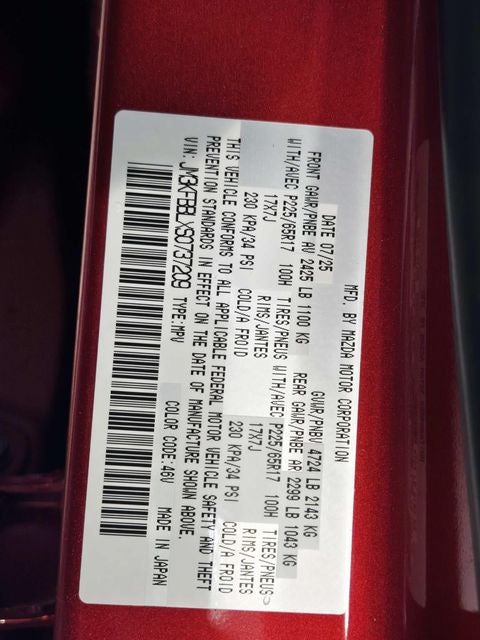 MFD. BY MAZDA MOTOR CORPORATION
DATE 07/25 GVWR/PNBV 4724 LB 2143 KG
FRONT GAWR/PNBE AV 2425 LB 1100 KG REAR GAWR/PNBE AR 2299 LB 1043 KG
WITH/AVEC P225/65R17 100H TIRES/PNEUS WITH/AVEC P225/65R17 100H TIRES/PNEUS
17X7J RIMS/JANTES 17X7J RIMS/JANTES
230 KPA/34 PSI COLD/A FROID 230 KPA/34 PSI COLD/A FROID
THIS VEHICLE CONFORMS TO ALL APPLICABLE FEDERAL MOTOR VEHICLE SAFETY AND THEFT
PREVENTION STANDARDS IN EFFECT ON THE DATE OF MANUFACTURE SHOWN ABOVE.
VIN: JM3KFBBLXS0737209 TYPE:MPV COLOR CODE:46V MADE IN JAPAN